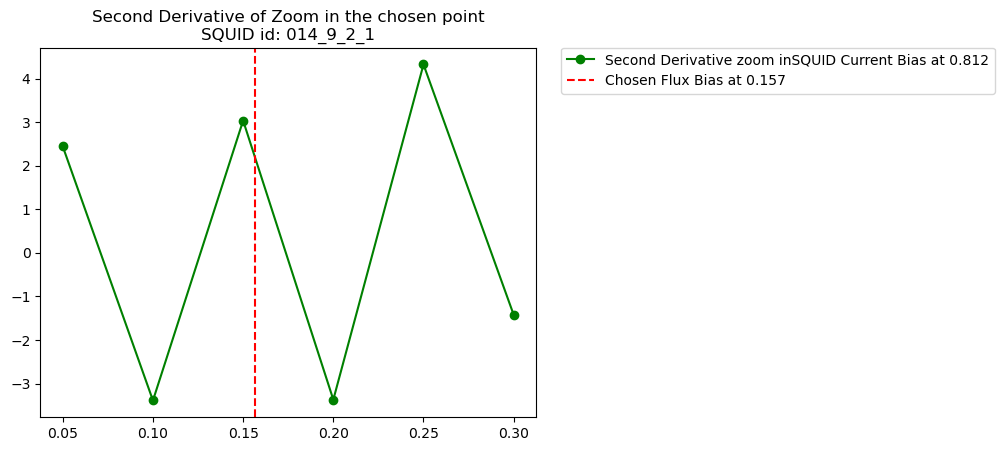 Second Derivative of Zoom in the chosen point
SQUID id: 014_9_2_1
Second Derivative zoom inSQUID Current Bias at 0.812
Chosen Flux Bias at 0.157
4
3
2
1
0
−1
−2
−3
0.05 0.10 0.15 0.20 0.25 0.30